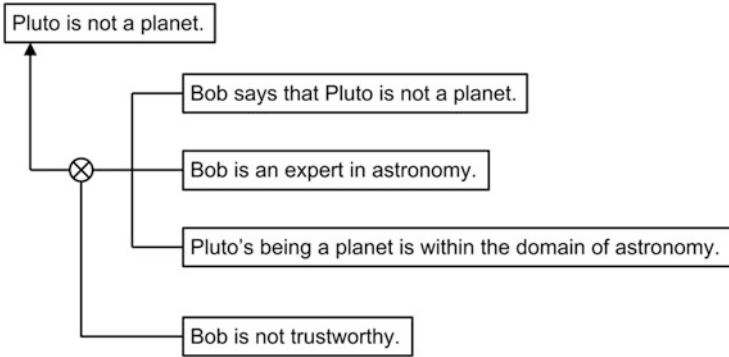 Pluto is not a planet.
Bob says that Pluto is not a planet.
Bob is an expert in astronomy.
Pluto’s being a planet is within the domain of astronomy.
Bob is not trustworthy.